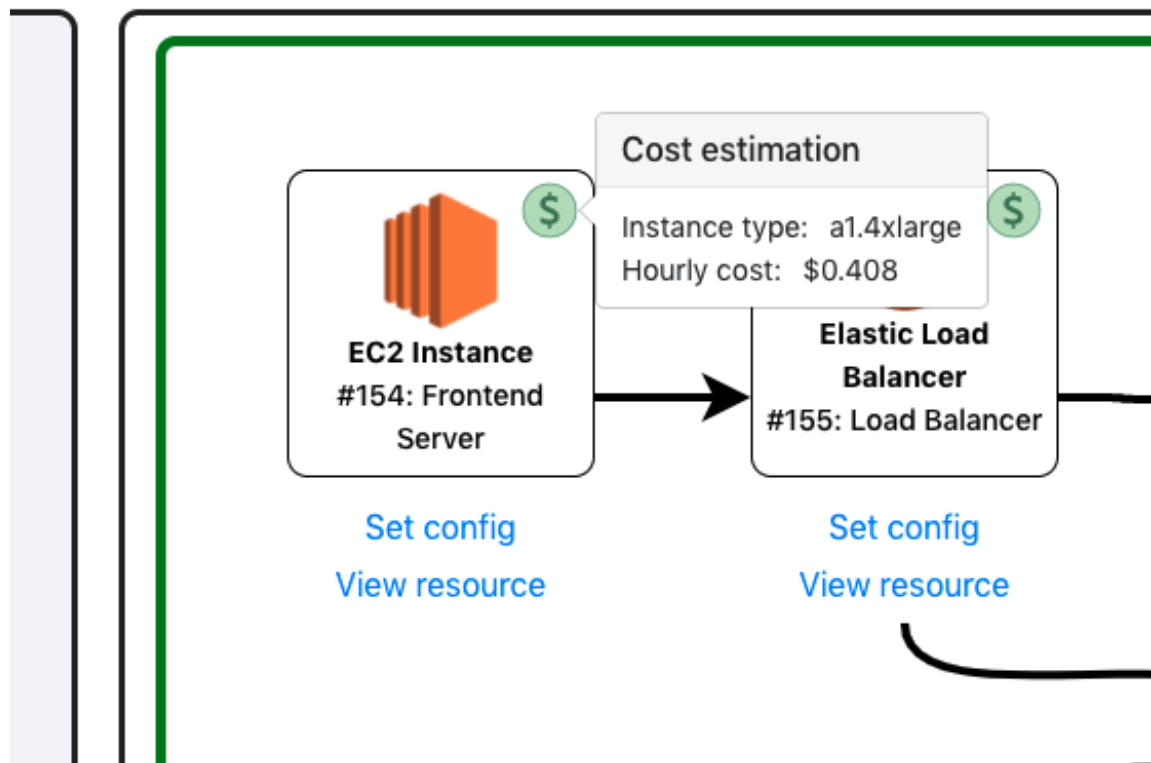 Cost estimation
$
Instance type: a1.4xlarge
Hourly cost: $0.408
$
EC2 Instance
#154: Frontend
Server
Set config
View resource
Elastic Load
Balancer
#155: Load Balancer
Set config
View resource